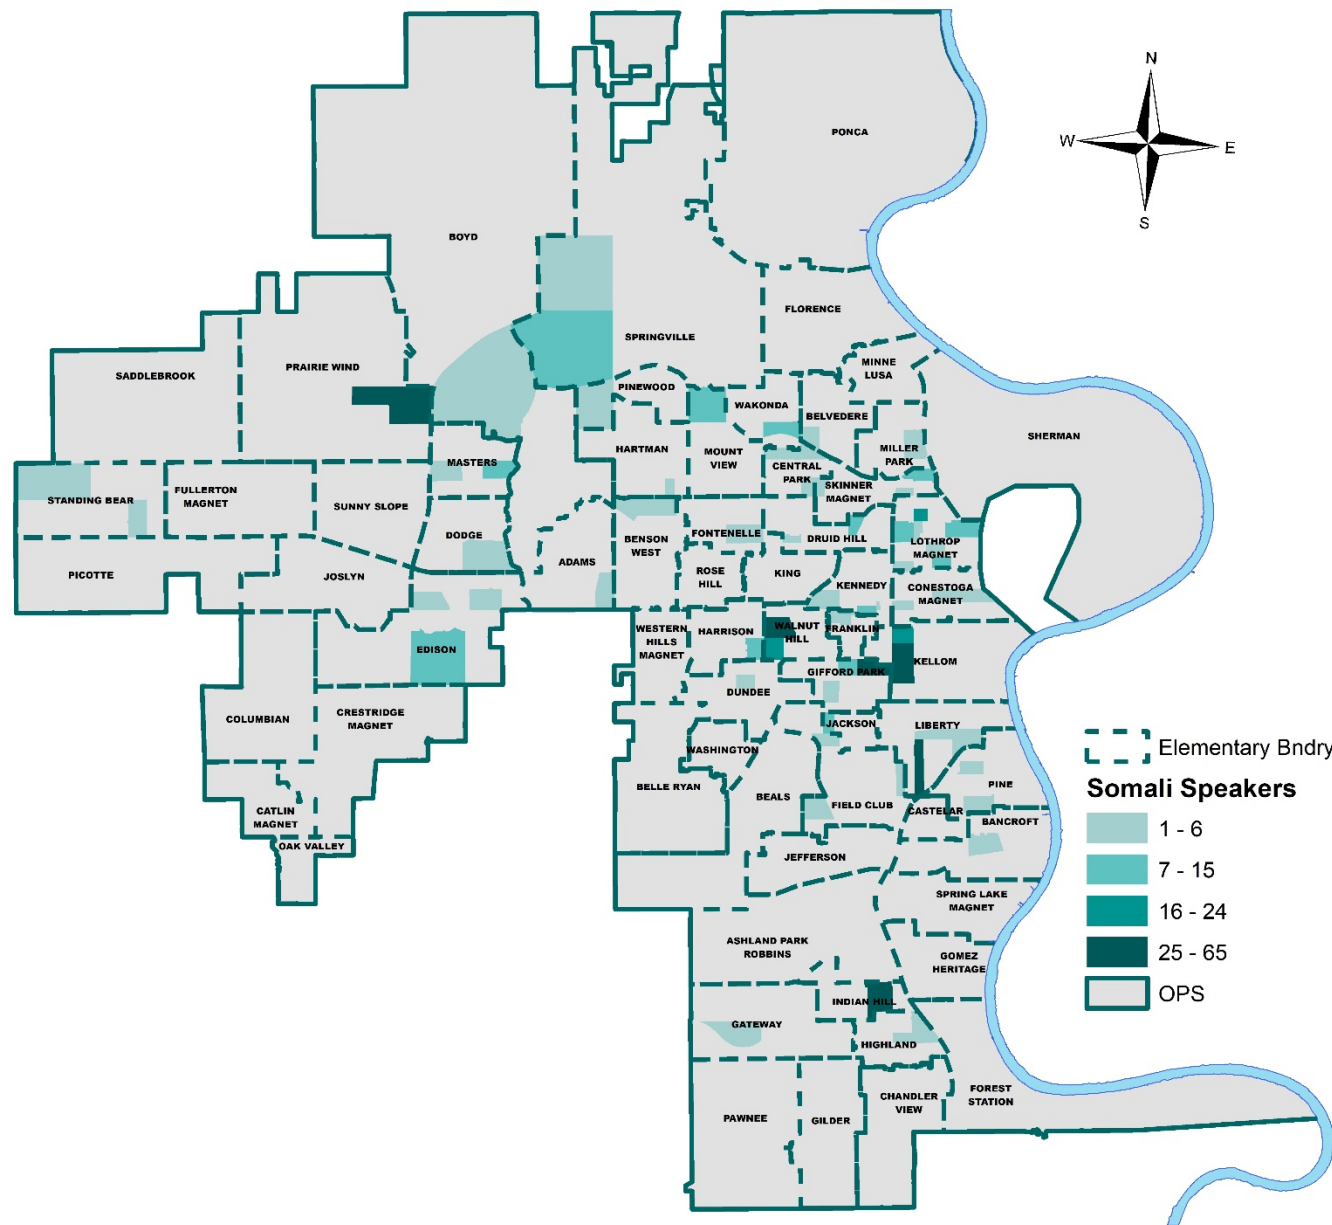 N
W
E
S
PONCA
BOYD
FLORENCE
SPRINGVILLE
MINNE
LUSA
PRAIRIE WIND
SADDLEBROOK
PINEWOOD
WAKONDA
BELVEDERE
SHERMAN
HARTMAN
MOUNT
VIEW
MILLER
PARK
MASTERS
CENTRAL
PARK
SKINNER
MAGNET
STANDING BEAR
FULLERTON
MAGNET
SUNNY SLOPE
DODGE
BENSON
WEST
FONTENELLE
DRUID HILL
LOTHROP
MAGNET
PICOTTE
JOSLYN
ADAMS
ROSE
HILL
KING
KENNEDY
CONESTOGA
MAGNET
WESTERN
HILLS
MAGNET
HARRISON
WALNUT
HILL
FRANKLIN
EDISON
GIFFORD PARK
KELLOM
DUNDEE
COLUMBIAN
CRESTRIDGE
MAGNET
JACKSON
LIBERTY
WASHINGTON
BELLE RYAN
BEALS
FIELD CLUB
PINE
CATLIN
MAGNET
CASTELAR
BANCROFT
OAK VALLEY
JEFFERSON
SPRING LAKE
MAGNET
ASHLAND PARK
ROBBINS
GOMEZ
HERITAGE
INDIAN HILL
GATEWAY
HIGHLAND
FOREST
STATION
CHANDLER
VIEW
PAWNEE
GILDER
Elementary Bndry
Somali Speakers
1 - 6
7 - 15
16 - 24
25 - 65
OPS